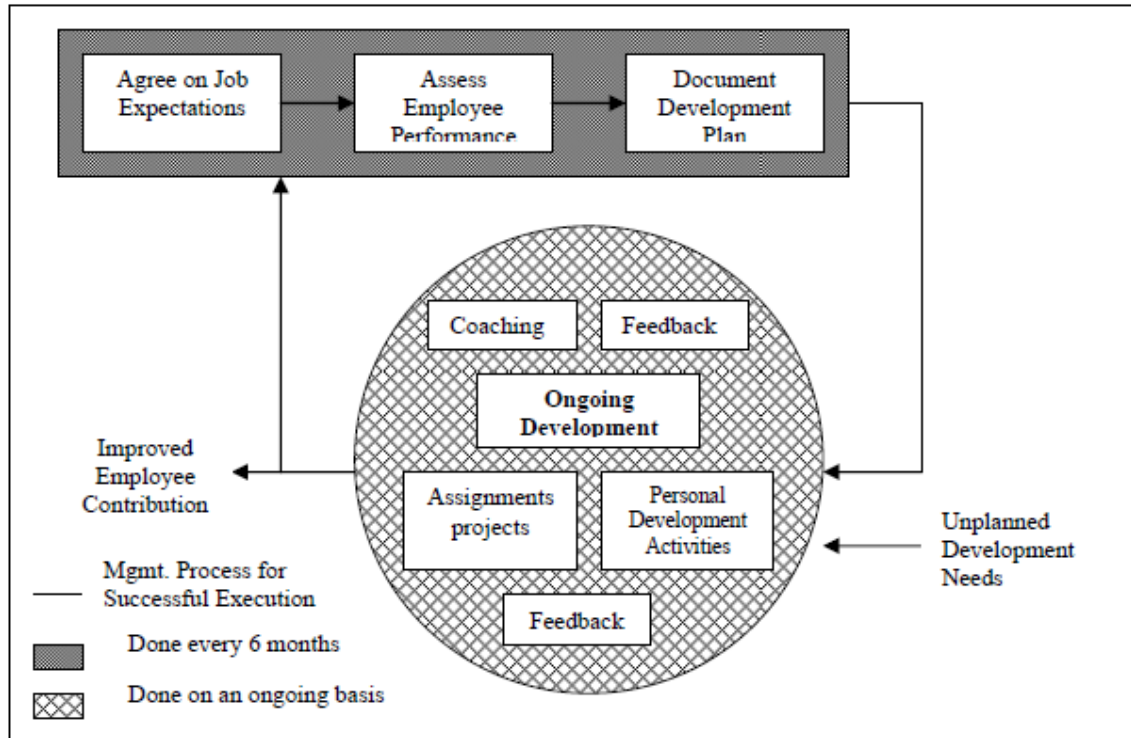 Agree on Job
Expectations
Assess
Employee
Performance
Document
Development
Plan
Coaching
Feedback
Ongoing
Development
Assignments
projects
Personal
Development
Activities
Feedback
Improved
Employee
Contribution
Unplanned
Development
Needs
Mgmt. Process for
Successful Execution
Done every 6 months
Done on an ongoing basis